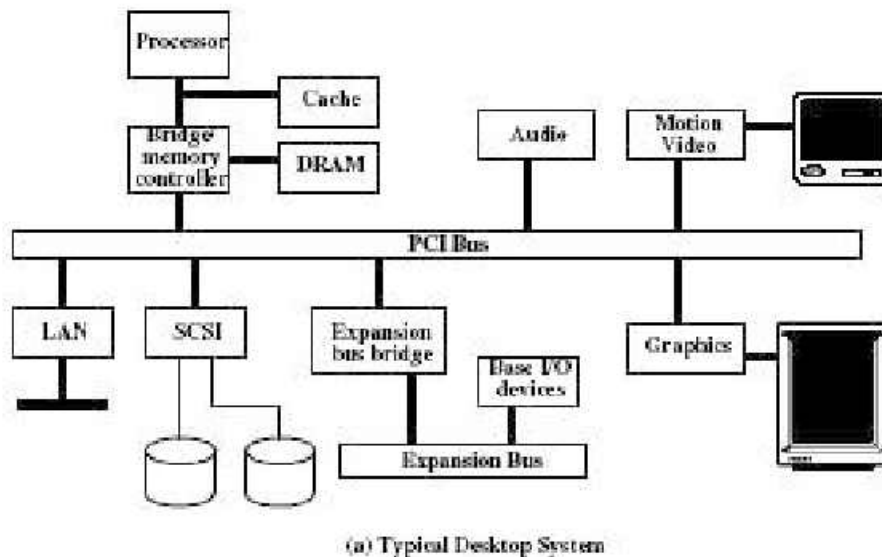 Processor
Cache
Bridge/
memory
controller
DRAM
Audio
Motion
Video
PCI Bus
LAN
SCSI
Expansion
bus bridge
Base I/O
devices
Graphics
Expansion Bus
(a) Typical Desktop System